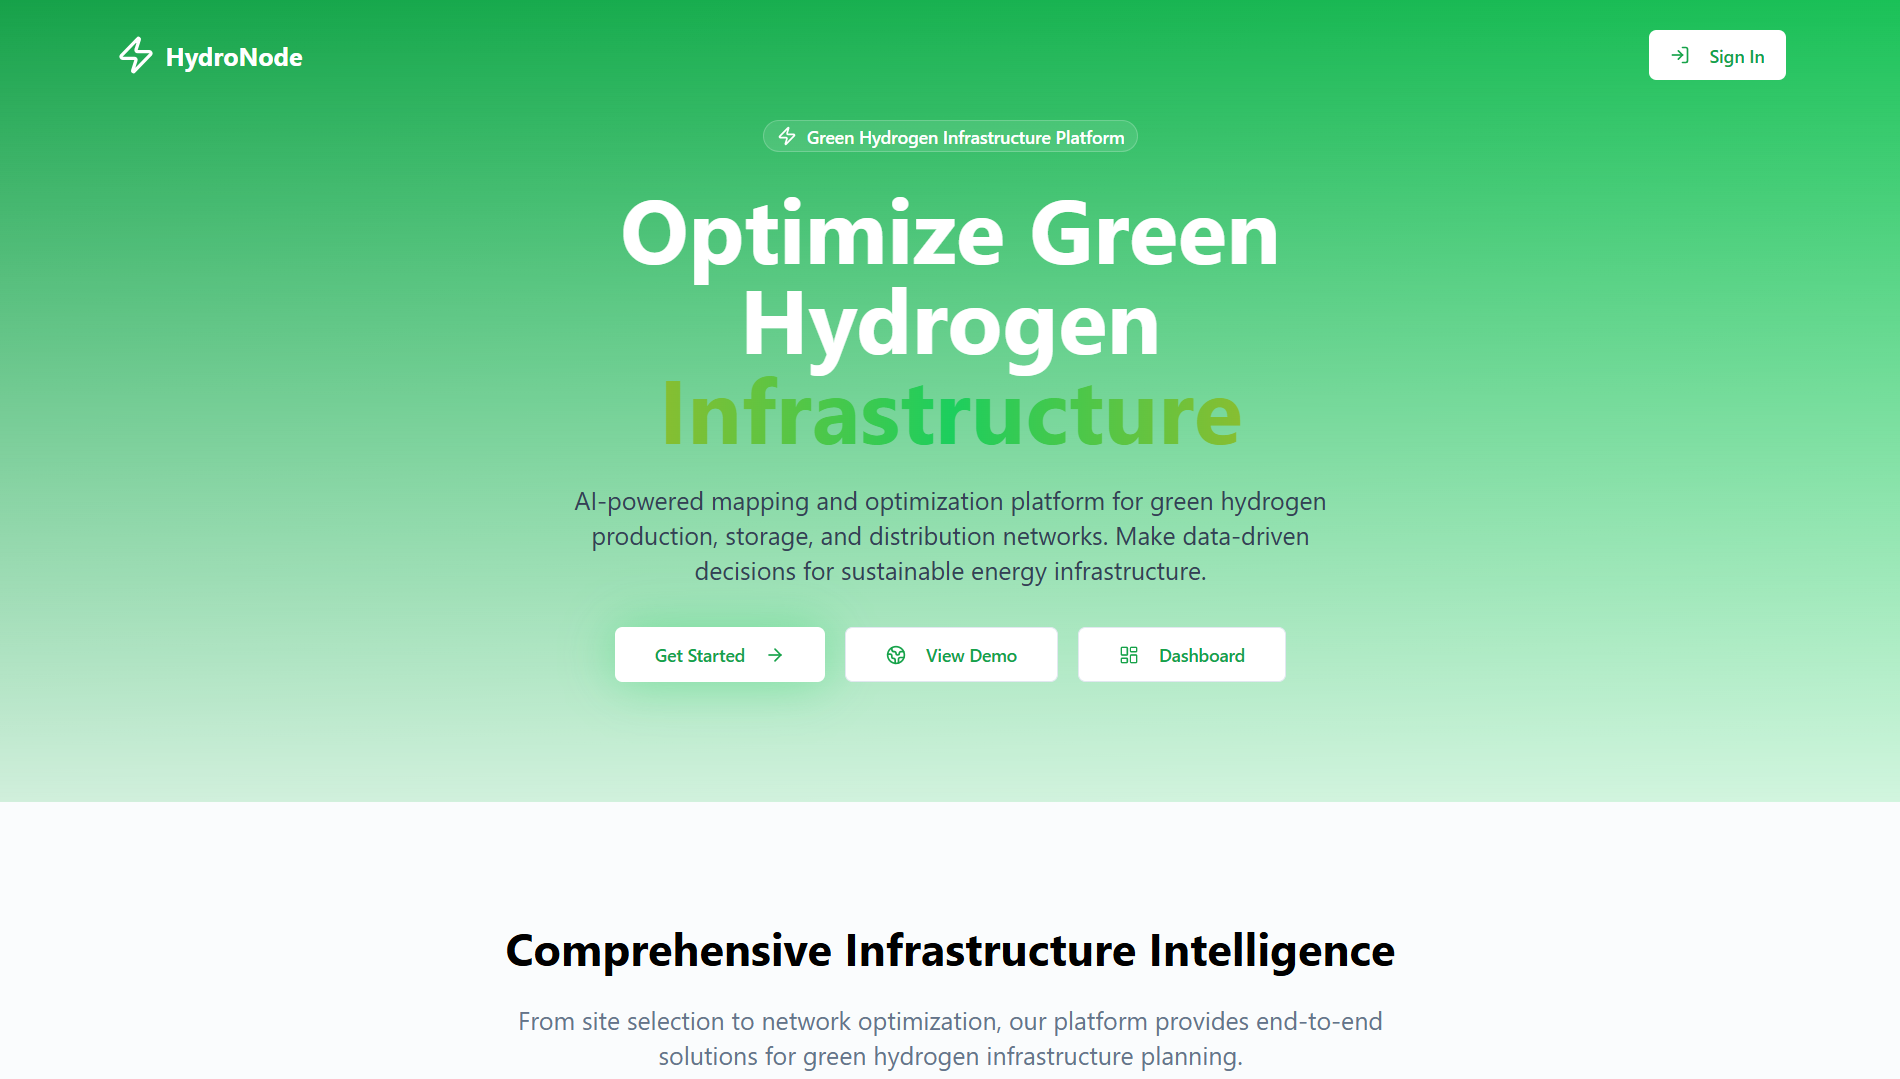 HydroNode
Sign In
Green Hydrogen Infrastructure Platform
Optimize Green
Hydrogen
Infrastructure
AI-powered mapping and optimization platform for green hydrogen
production, storage, and distribution networks. Make data-driven
decisions for sustainable energy infrastructure.
Get Started
View Demo
Dashboard
Comprehensive Infrastructure Intelligence
From site selection to network optimization, our platform provides end-to-end
solutions for green hydrogen infrastructure planning.